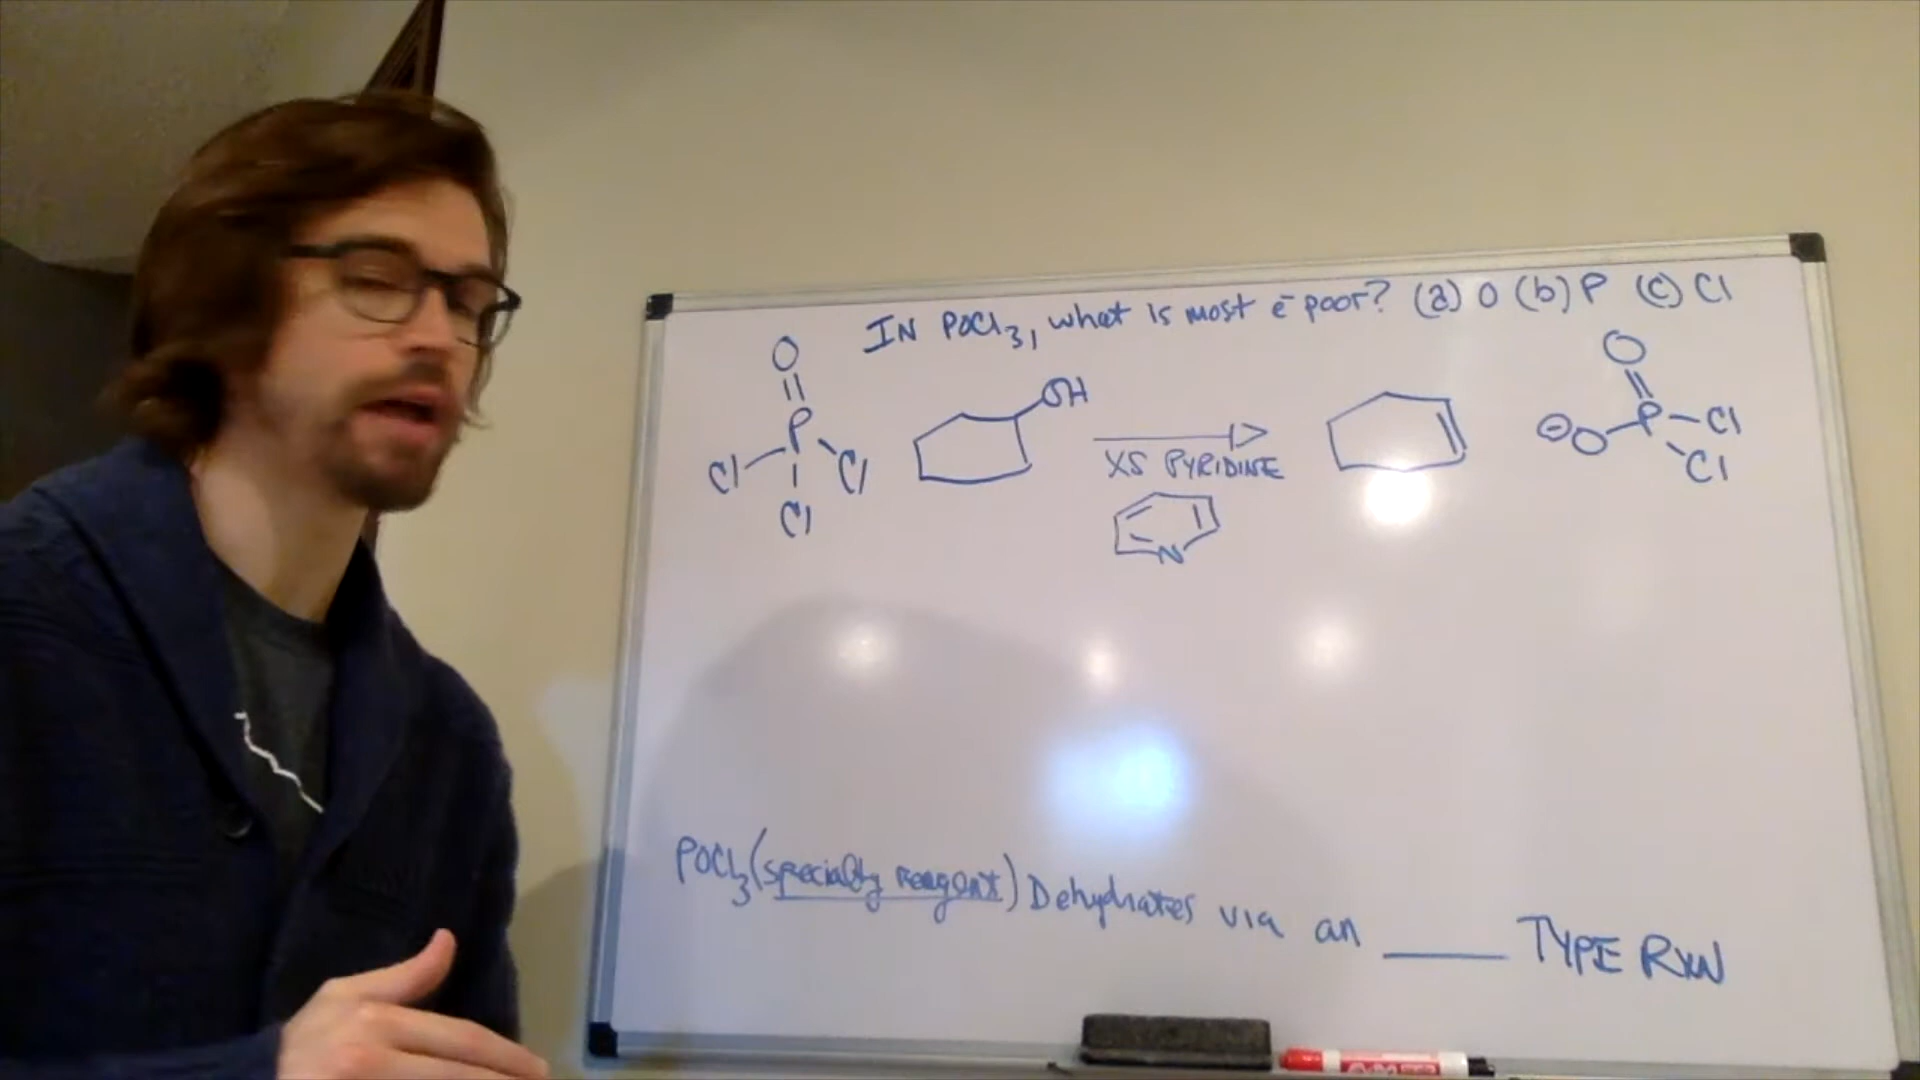 IN POCl3, what is most e- poor? (a) O (b) P (c) Cl
O
P
Cl
Cl
Cl
OH
XS PYRIDINE
N
O
P
⊖O
Cl
Cl
POCl3 (specialty reagent) Dehydrates via an ____ TYPE RXN